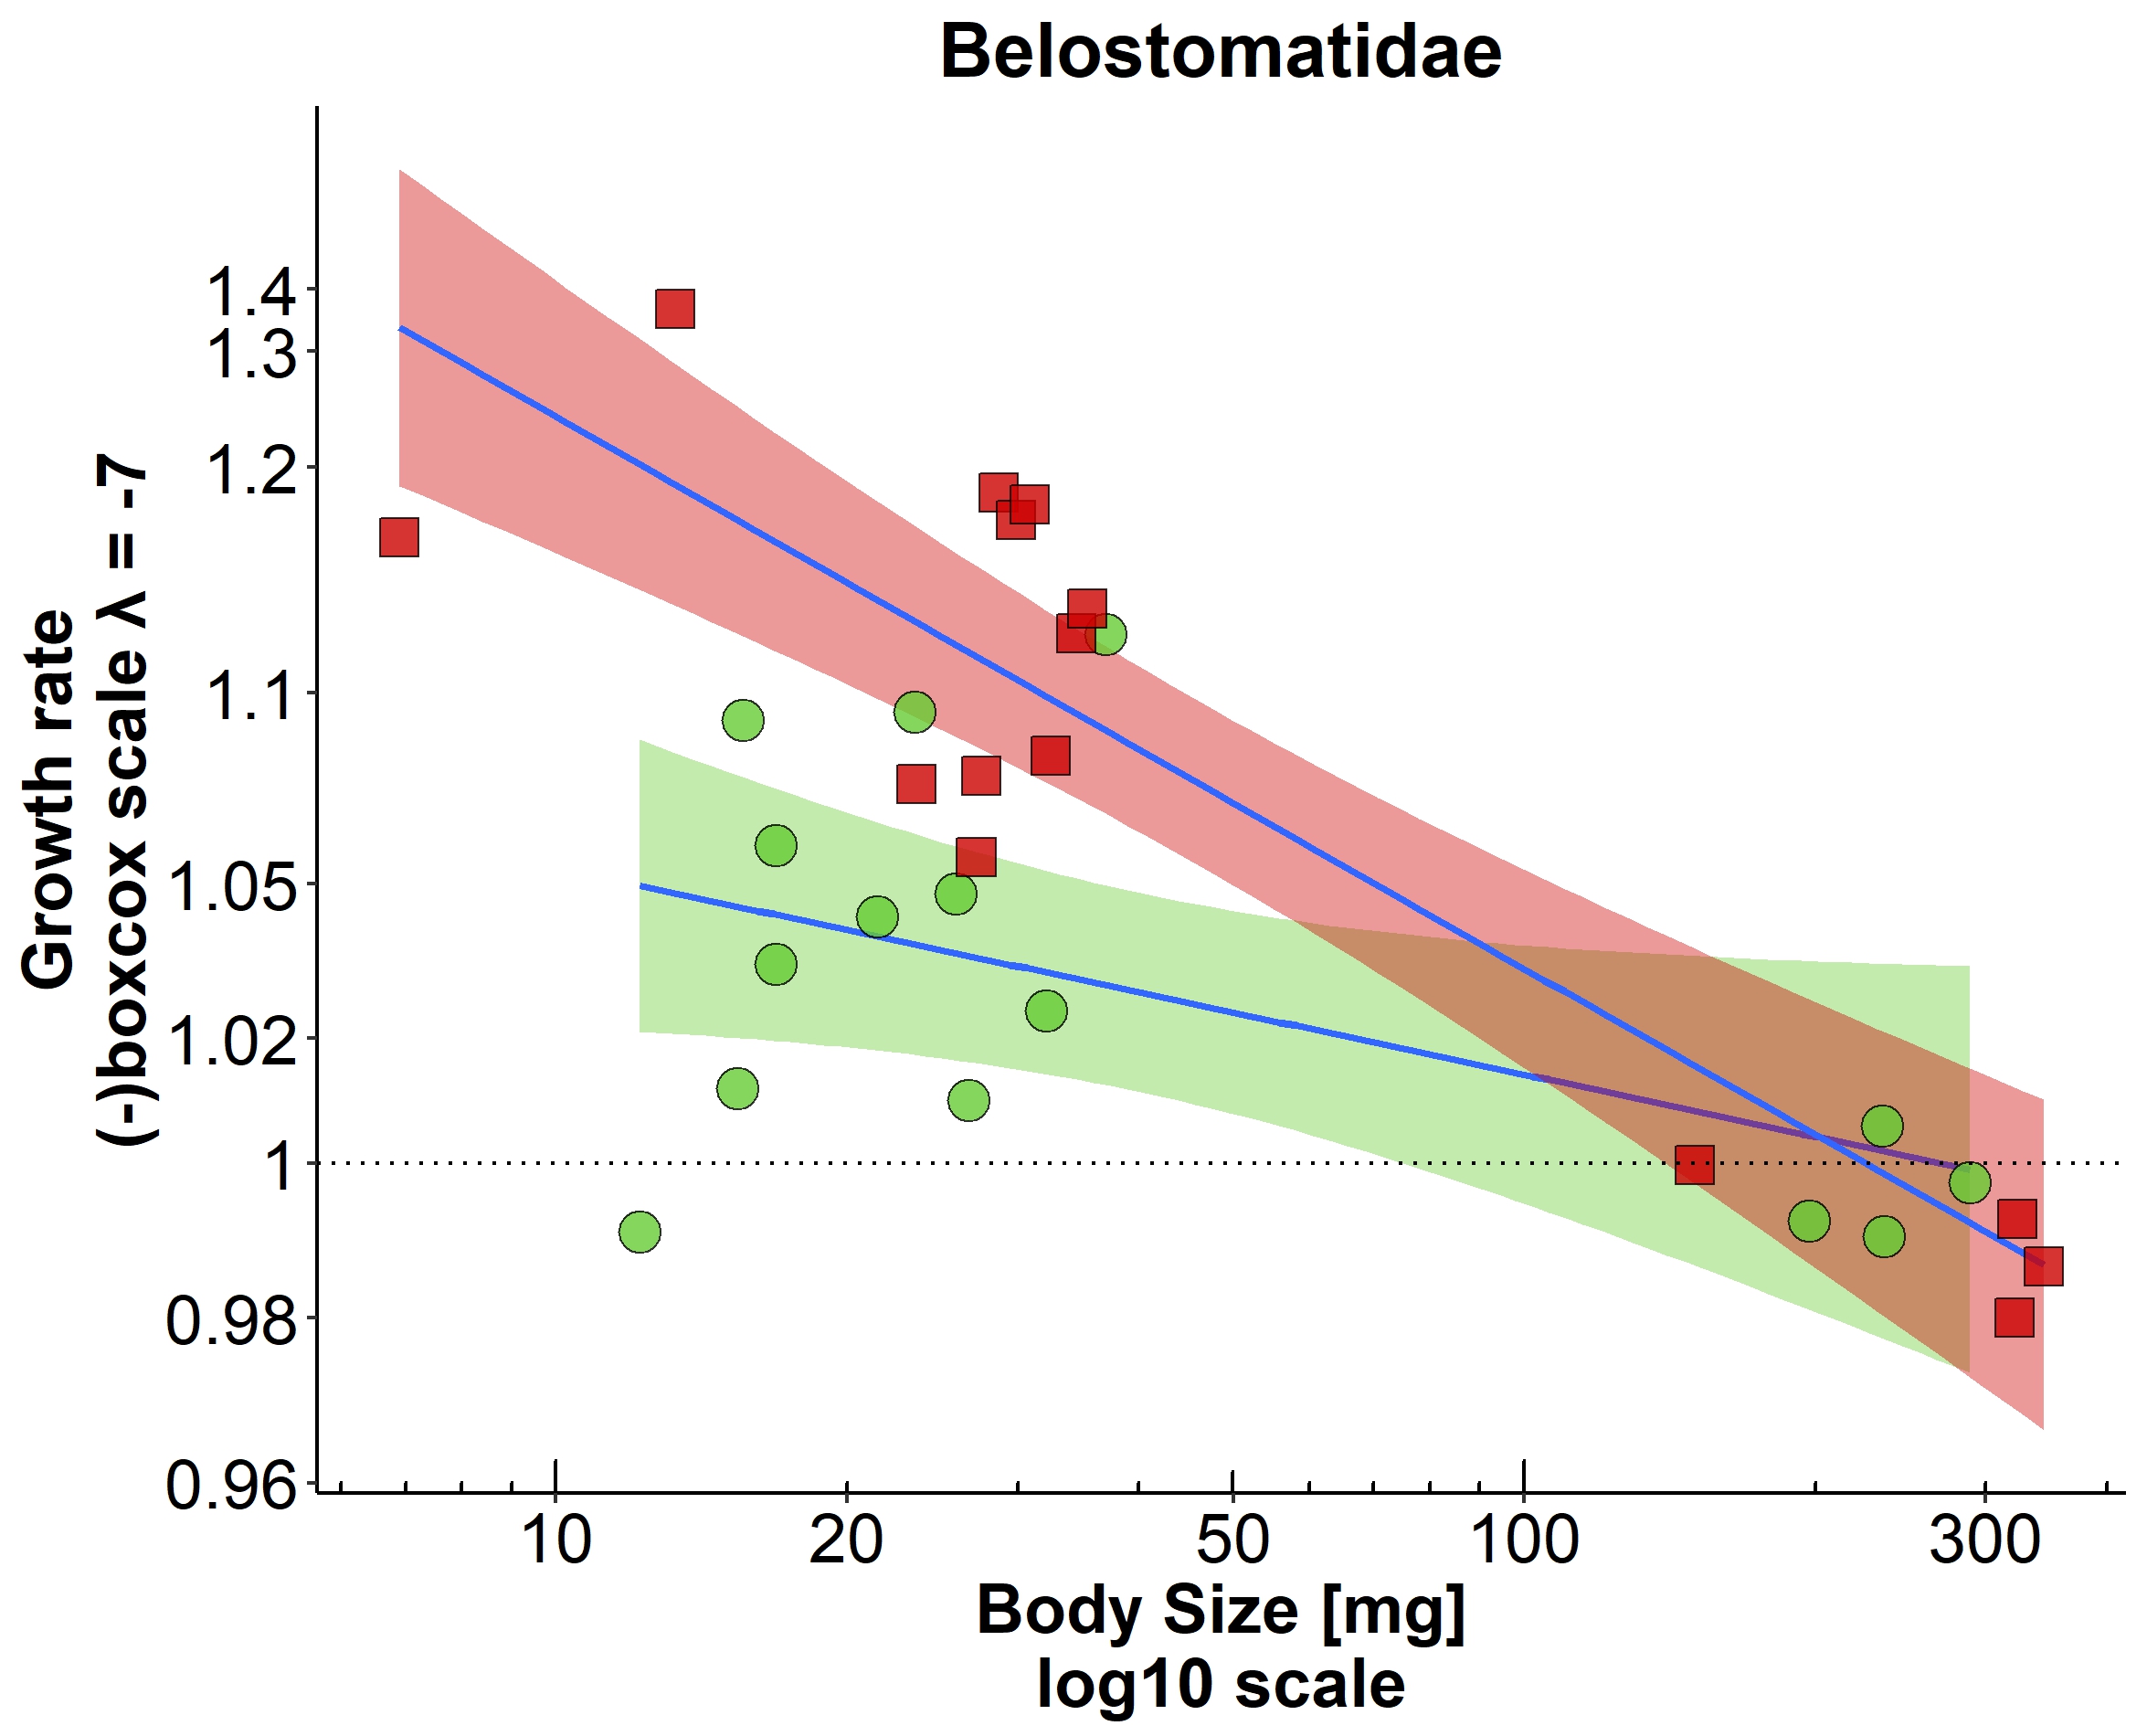 Belostomatidae
Growth rate
(-)boxcox scale λ = -7
1.4
1.3
1.2
1.1
1.05
1.02
1
0.98
0.96
10 20 50 100 300
Body Size [mg]
log10 scale